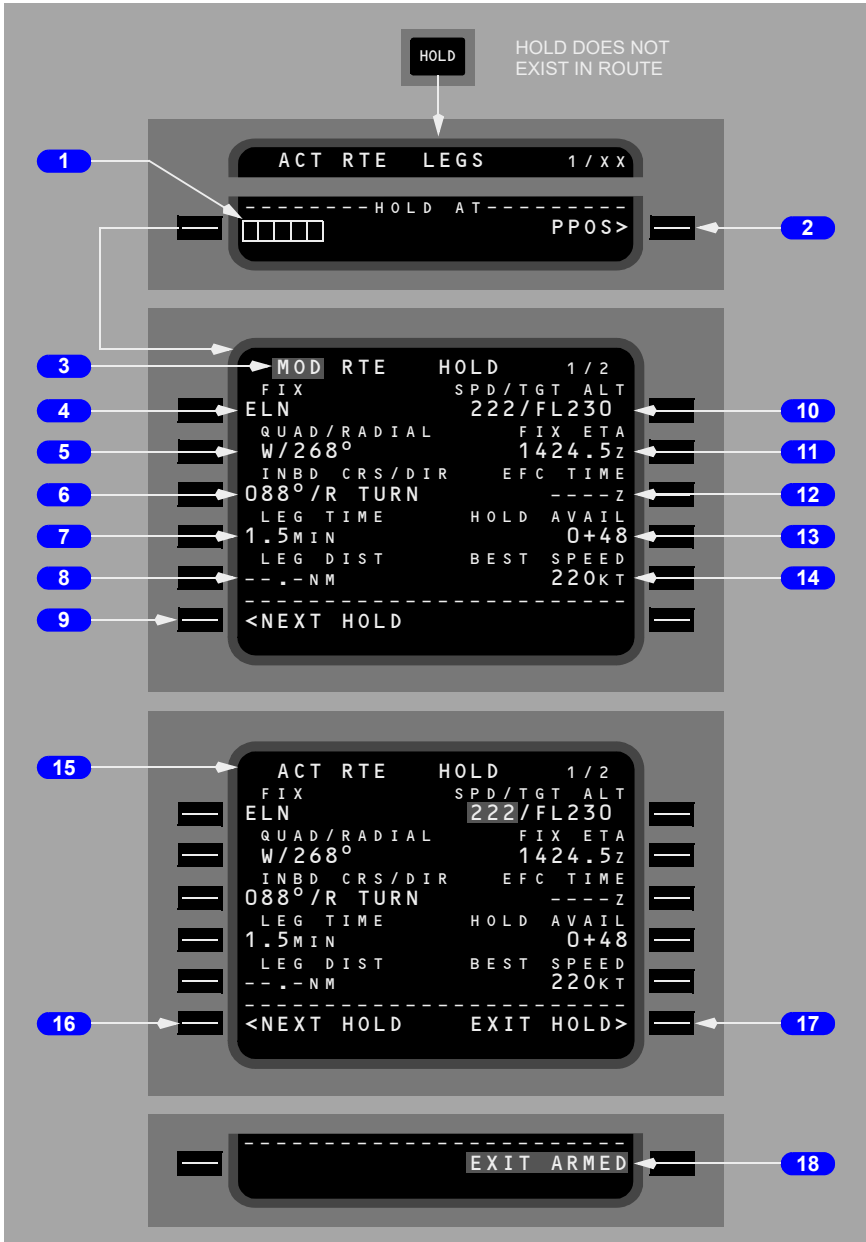 HOLD
HOLD DOES NOT
EXIST IN ROUTE
ACT RTE LEGS 1/XX
1
--------HOLD AT---------
PPOS>
2
3
MOD RTE HOLD 1/2
FIX SPD/TGT ALT
4
ELN 222/FL230
10
QUAD/RADIAL FIX ETA
5
W/268° 1424.5z
11
INBD CRS/DIR EFC TIME
6
088°/R TURN ----z
12
LEG TIME HOLD AVAIL
7
1.5MIN 0+48
13
LEG DIST BEST SPEED
8
--.-NM 220KT
14
------------------------
9
<NEXT HOLD
15
ACT RTE HOLD 1/2
FIX SPD/TGT ALT
ELN 222/FL230
QUAD/RADIAL FIX ETA
W/268° 1424.5z
INBD CRS/DIR EFC TIME
088°/R TURN ----z
LEG TIME HOLD AVAIL
1.5MIN 0+48
LEG DIST BEST SPEED
--.-NM 220KT
------------------------
16
<NEXT HOLD EXIT HOLD>
17
------------------------
EXIT ARMED
18